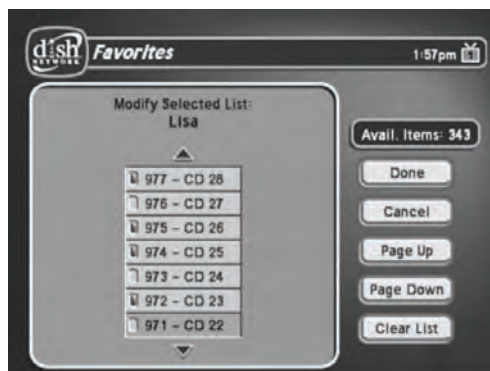 dish
NETWORK
Favorites
1:57pm
Modify Selected List:
Lisa
977 - CD 28
976 - CD 27
975 - CD 26
974 - CD 25
973 - CD 24
972 - CD 23
971 - CD 22
Avail. Items: 343
Done
Cancel
Page Up
Page Down
Clear List